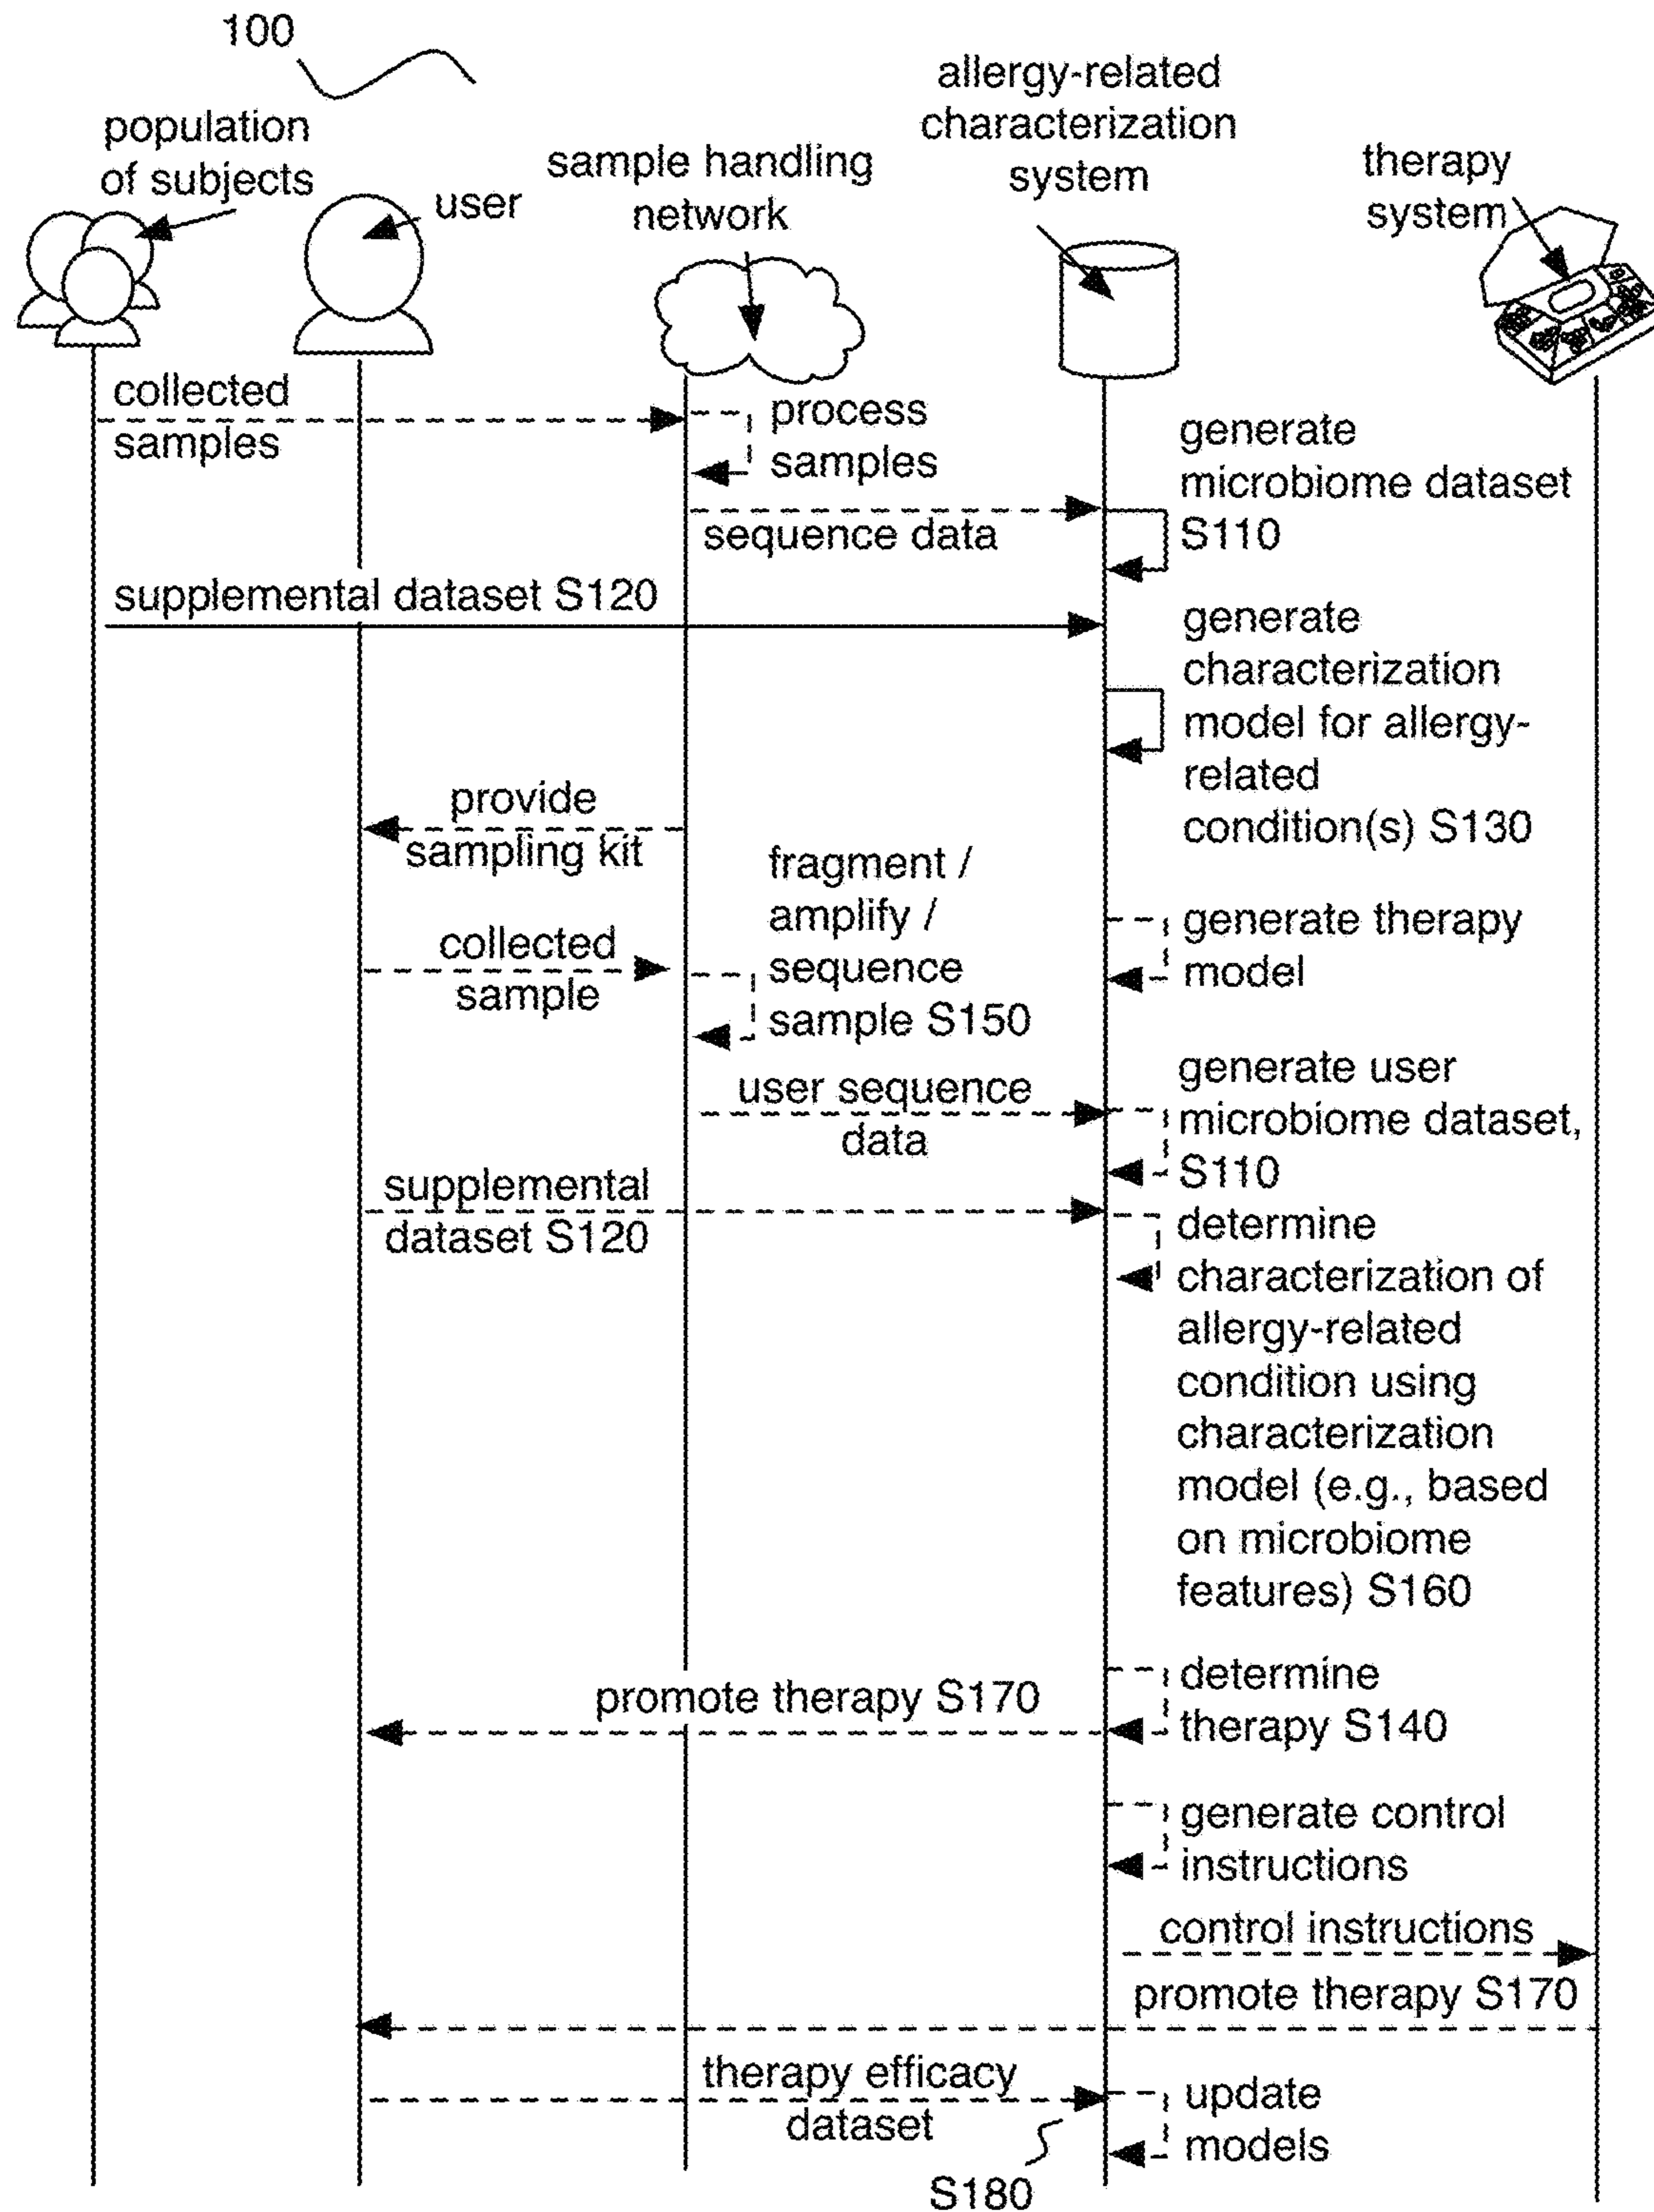 100
population
of subjects
user
sample handling
network
allergy-related
characterization
system
therapy
system
collected
samples
process
samples
sequence data
generate
microbiome dataset
S110
supplemental dataset S120
generate
characterization
model for allergy-
related
condition(s) S130
provide
sampling kit
fragment /
amplify /
sequence
sample S150
collected
sample
generate therapy
model
user sequence
data
generate user
microbiome dataset,
S110
supplemental
dataset S120
determine
characterization of
allergy-related
condition using
characterization
model (e.g., based
on microbiome
features) S160
promote therapy S170
determine
therapy S140
generate control
instructions
control instructions
promote therapy S170
therapy efficacy
dataset
update
models
S180